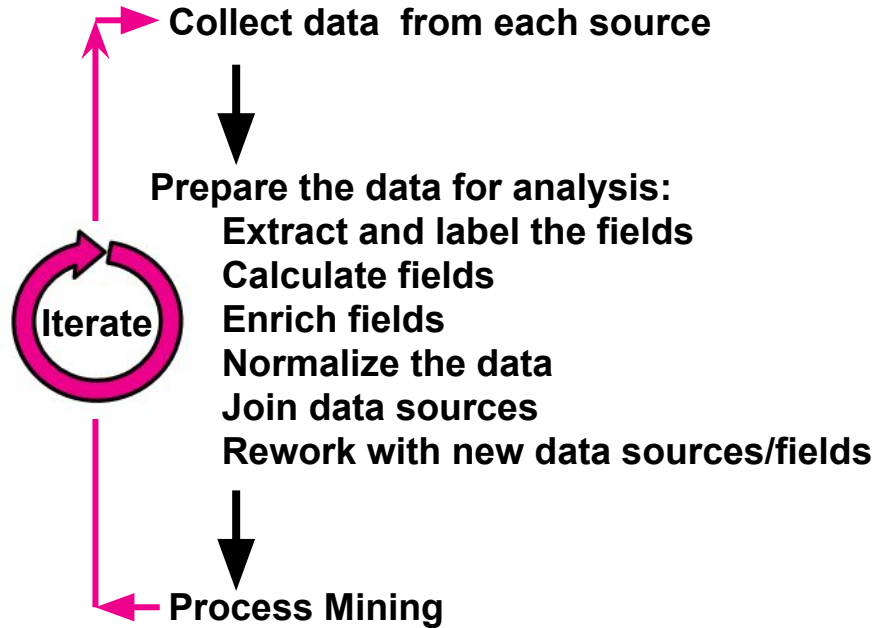 Collect data from each source
Prepare the data for analysis:
Extract and label the fields
Calculate fields
Enrich fields
Iterate
Normalize the data
Join data sources
Rework with new data sources/fields
Process Mining